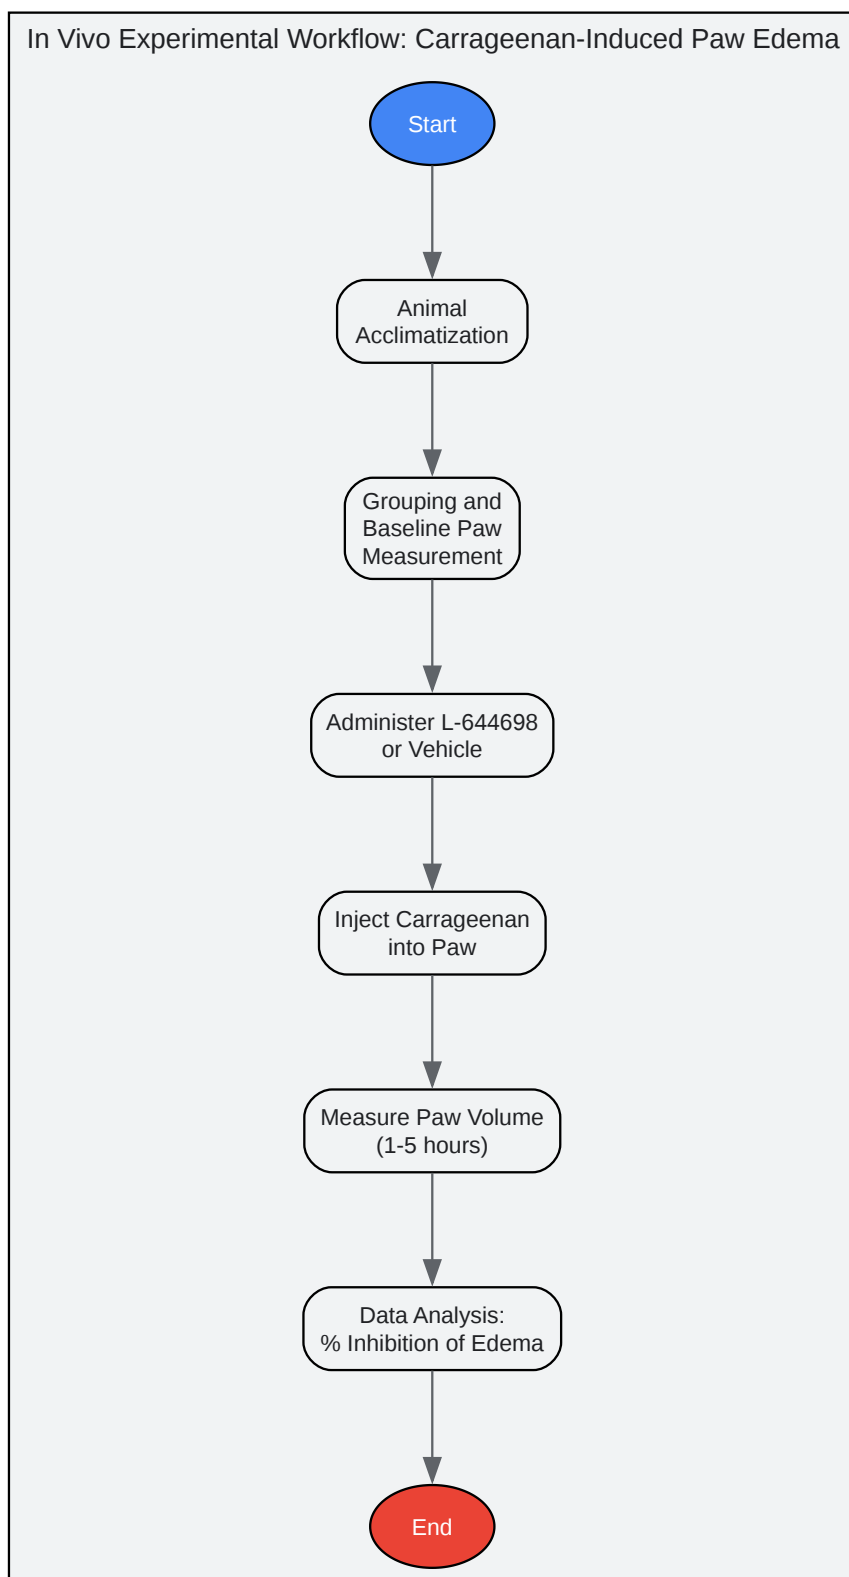 In Vivo Experimental Workflow: Carrageenan-Induced Paw Edema
Start
Animal
Acclimatization
Grouping and
Baseline Paw
Measurement
Administer L-644698
or Vehicle
Inject Carrageenan
into Paw
Measure Paw Volume
(1-5 hours)
Data Analysis:
% Inhibition of Edema
End